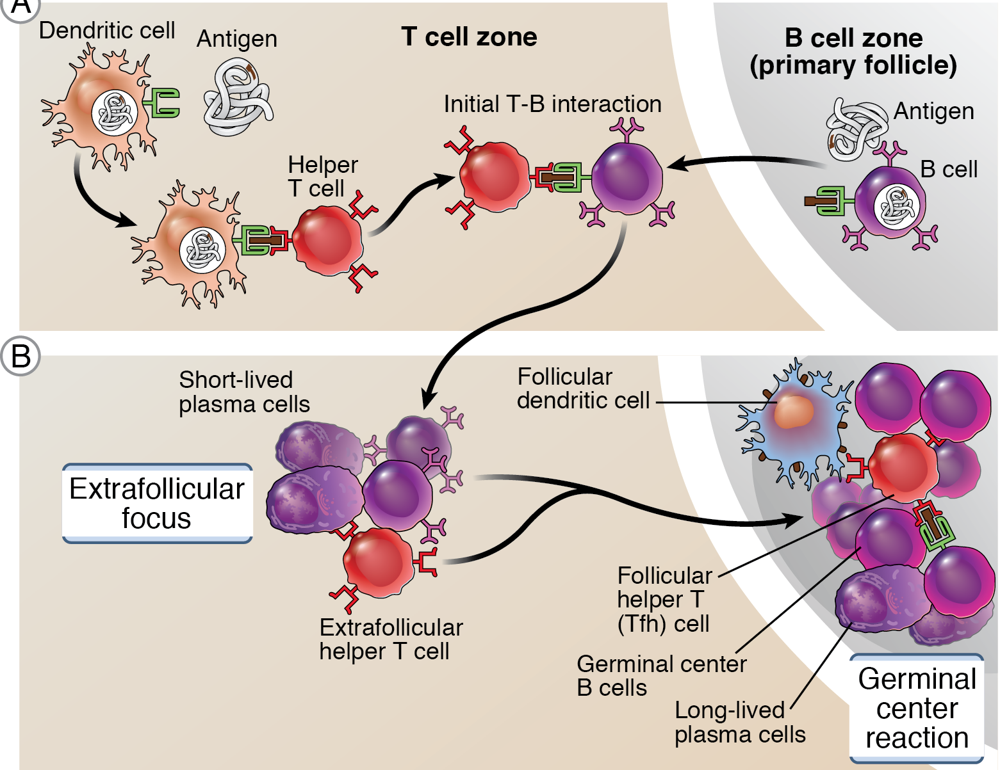 A
Dendritic cell
Antigen
T cell zone
B cell zone
(primary follicle)
Initial T-B interaction
Antigen
Helper
T cell
B cell
B
Short-lived
plasma cells
Follicular
dendritic cell
Extrafollicular
focus
Follicular
helper T
(Tfh) cell
Extrafollicular
helper T cell
Germinal center
B cells
Long-lived
plasma cells
Germinal
center
reaction